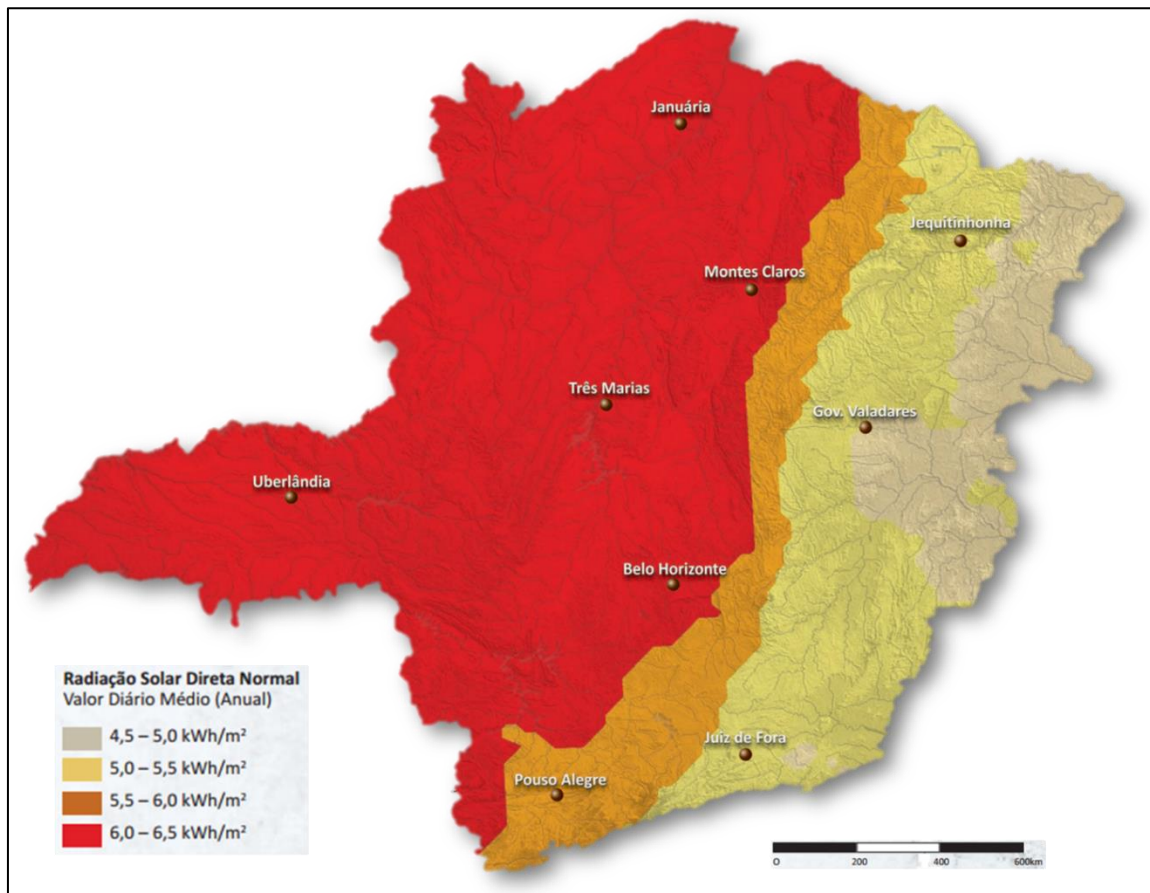 Januária
Jequitinhonha
Montes Claros
Três Marias
Gov. Valadares
Uberlândia
Belo Horizonte
Juiz de Fora
Pouso Alegre
Radiação Solar Direta Normal
Valor Diário Médio (Anual)
4,5 – 5,0 kWh/m²
5,0 – 5,5 kWh/m²
5,5 – 6,0 kWh/m²
6,0 – 6,5 kWh/m²
0 200 400 600km